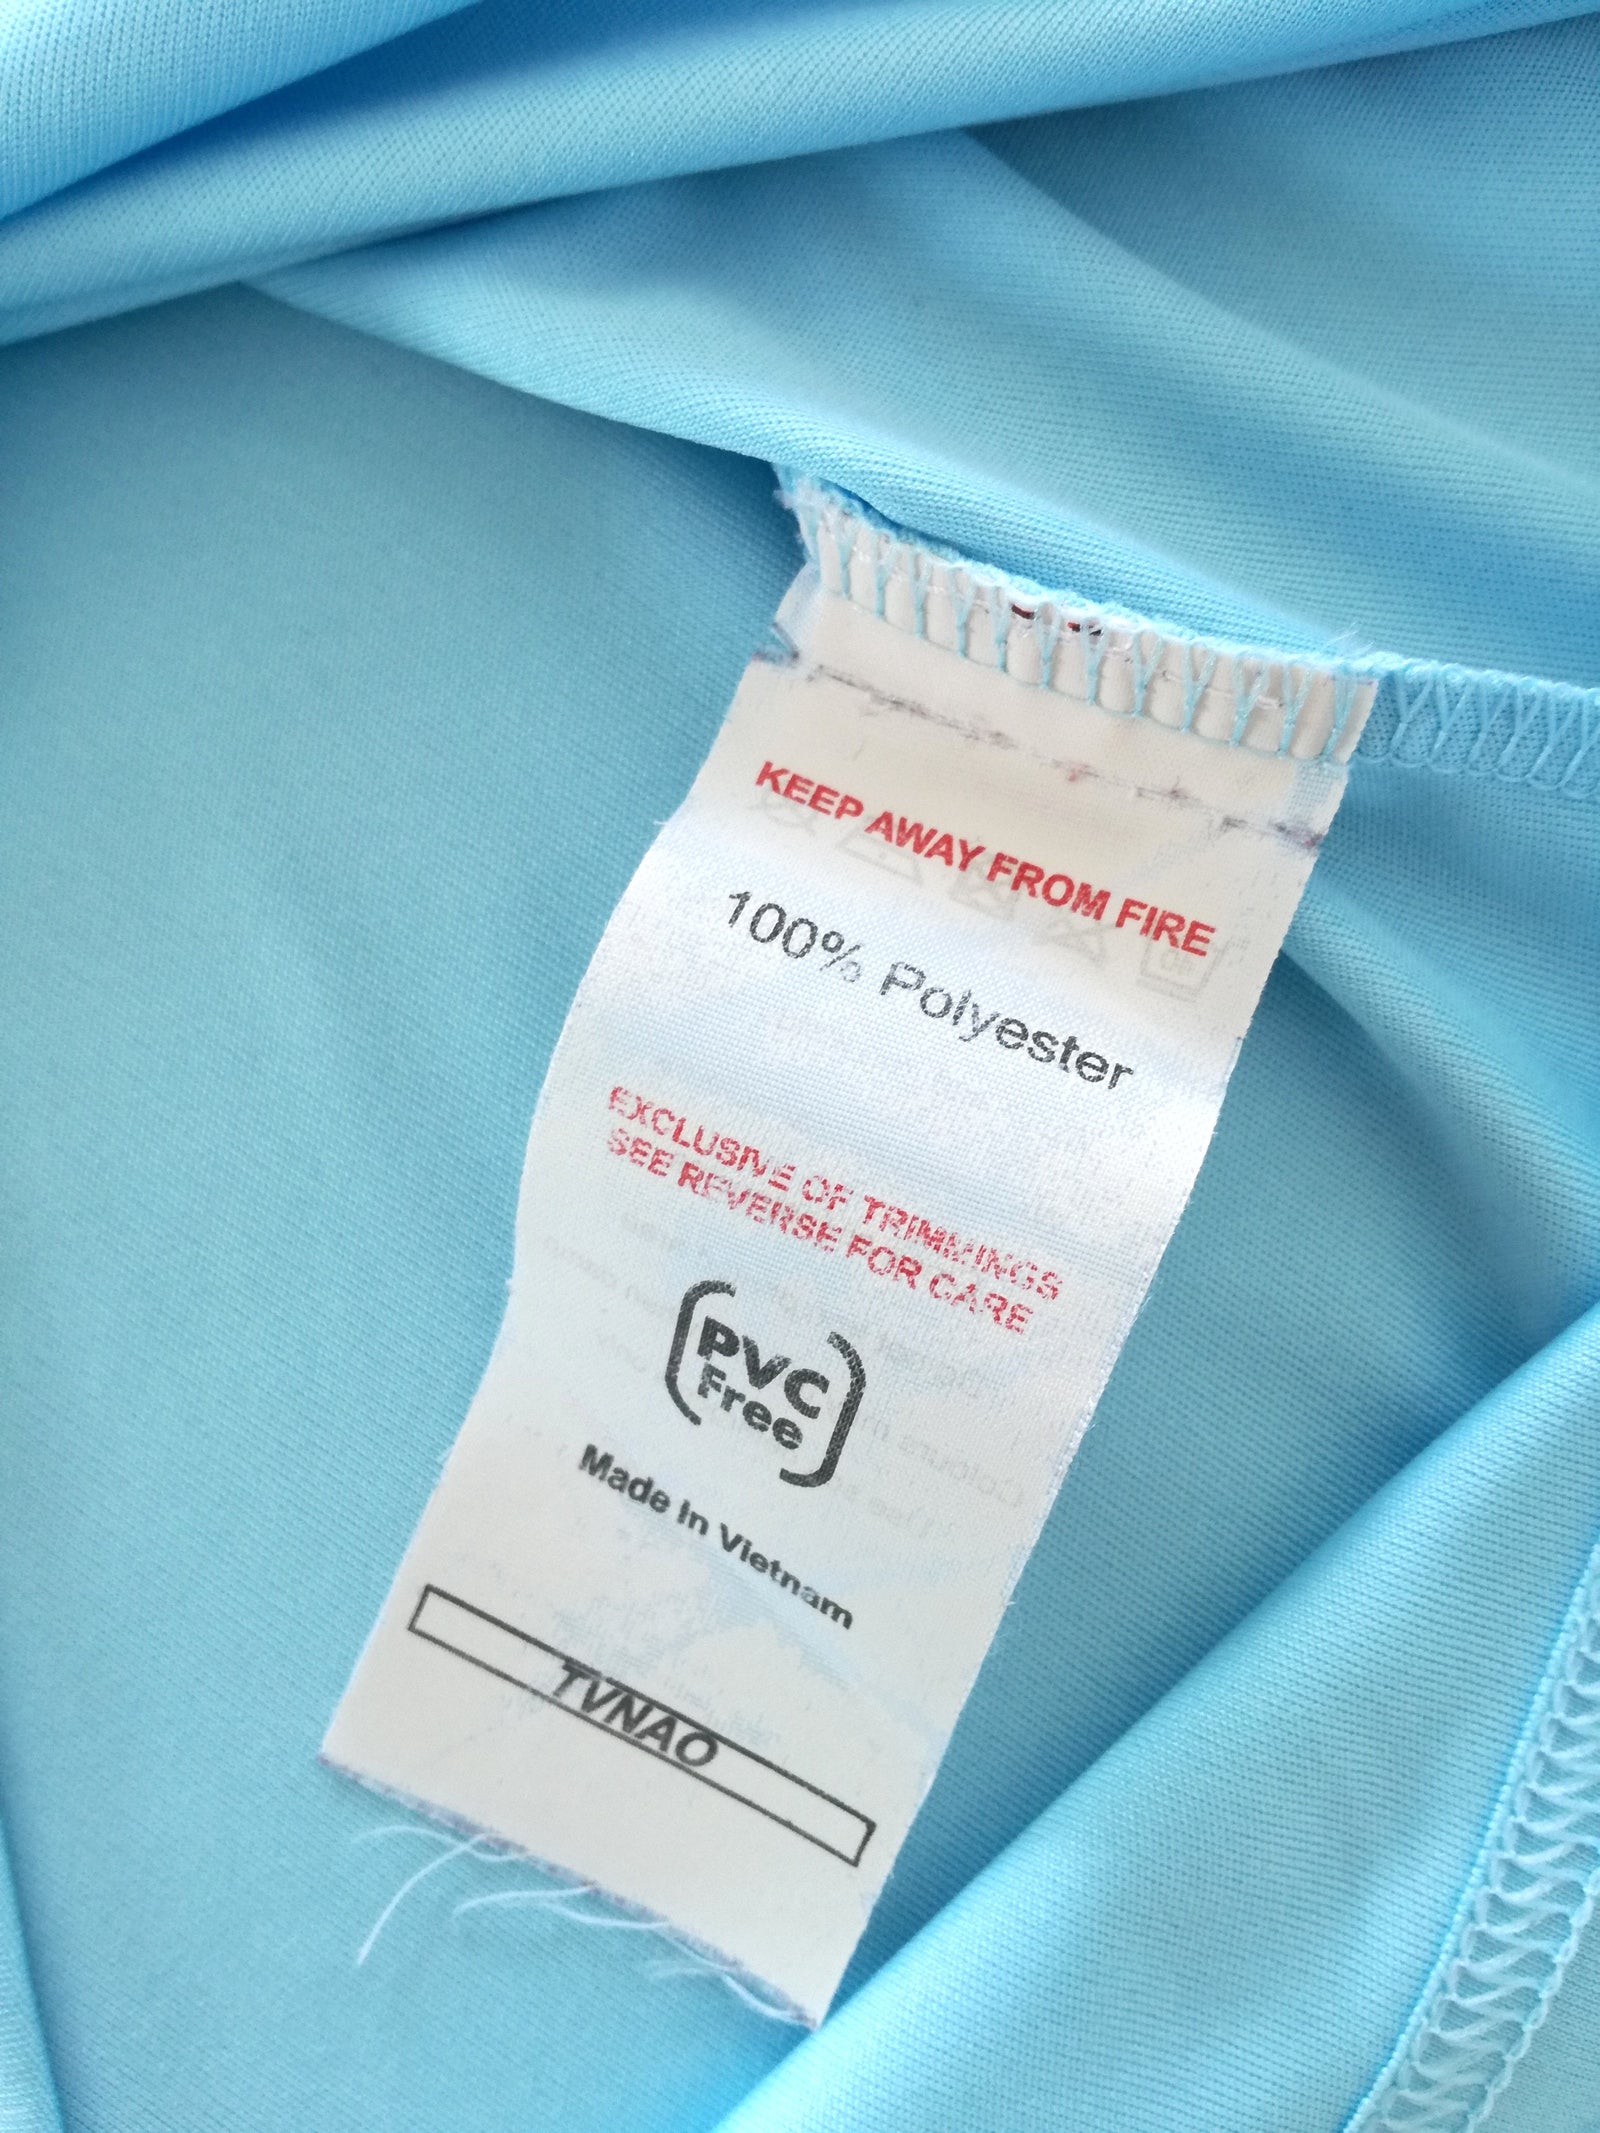 KEEP AWAY FROM FIRE
100% Polyester
EXCLUSIVE OF TRIMMINGS
SEE REVERSE FOR CARE
PVC
Free
Made In Vietnam
TVNAO